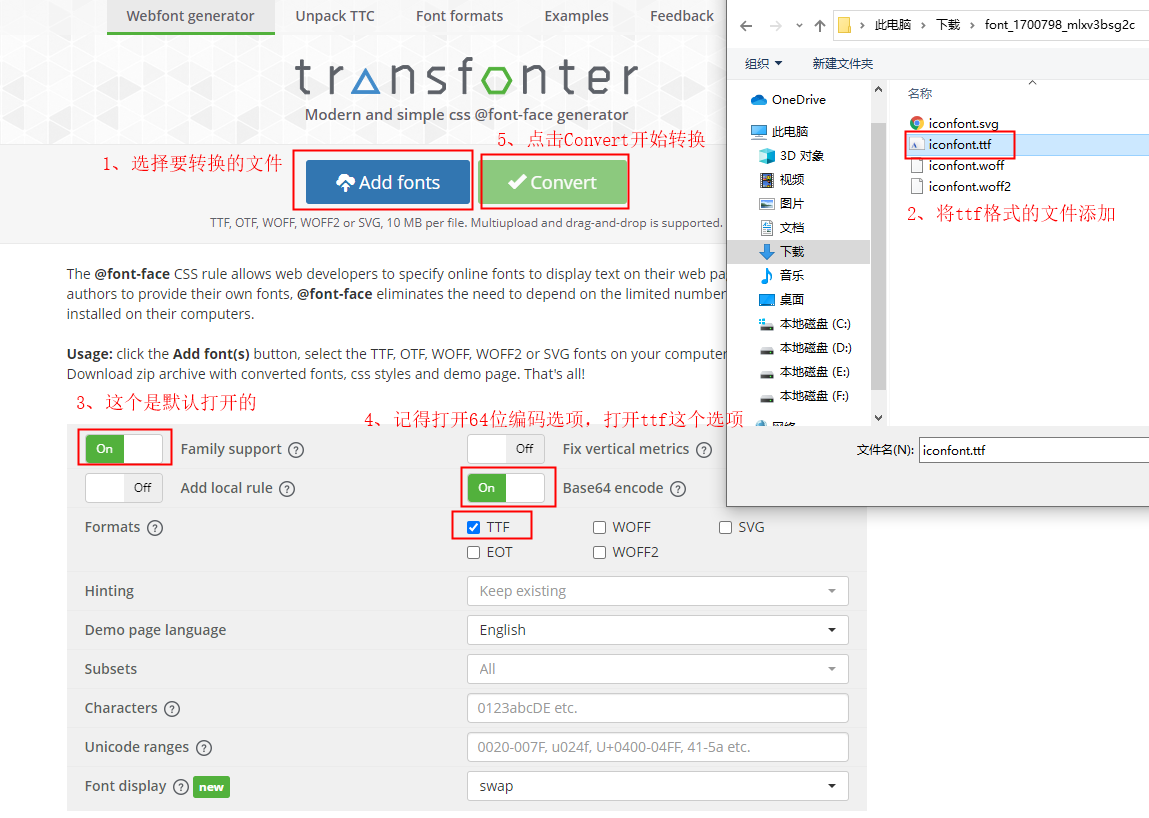 Webfont generator
Unpack TTC
Font formats
Examples
Feedback
transfonter
Modern and simple css @font-face generator
5、点击Convert开始转换
1、选择要转换的文件
Add fonts
Convert
TTF, OTF, WOFF, WOFF2 or SVG, 10 MB per file. Multiupload and drag-and-drop is supported.
The @font-face CSS rule allows web developers to specify online fonts to display text on their web
authors to provide their own fonts, @font-face eliminates the need to depend on the limited number
installed on their computers.
Usage: click the Add font(s) button, select the TTF, OTF, WOFF, WOFF2 or SVG fonts on your computer
Download zip archive with converted fonts, css styles and demo page. That's all!
3、这个是默认打开的
4、记得打开64位编码选项，打开ttf这个选项
On
Family support ?
Off
Fix vertical metrics ?
Off
Add local rule ?
On
Base64 encode ?
Formats ?
TTF
WOFF
SVG
EOT
WOFF2
Hinting
Keep existing
Demo page language
English
Subsets
All
Characters ?
0123abcDE etc.
Unicode ranges ?
0020-007F, u024f, U+0400-04FF, 41-5a etc.
Font display ? new
swap
此电脑 › 下载 › font_1700798_mlxv3bsg2c
组织
新建文件夹
OneDrive
此电脑
3D 对象
视频
图片
文档
下载
音乐
桌面
本地磁盘 (C:)
本地磁盘 (D:)
本地磁盘 (E:)
本地磁盘 (F:)
网络
名称
iconfont.svg
iconfont.ttf
iconfont.woff
iconfont.woff2
2、将ttf格式的文件添加
文件名(N):
iconfont.ttf